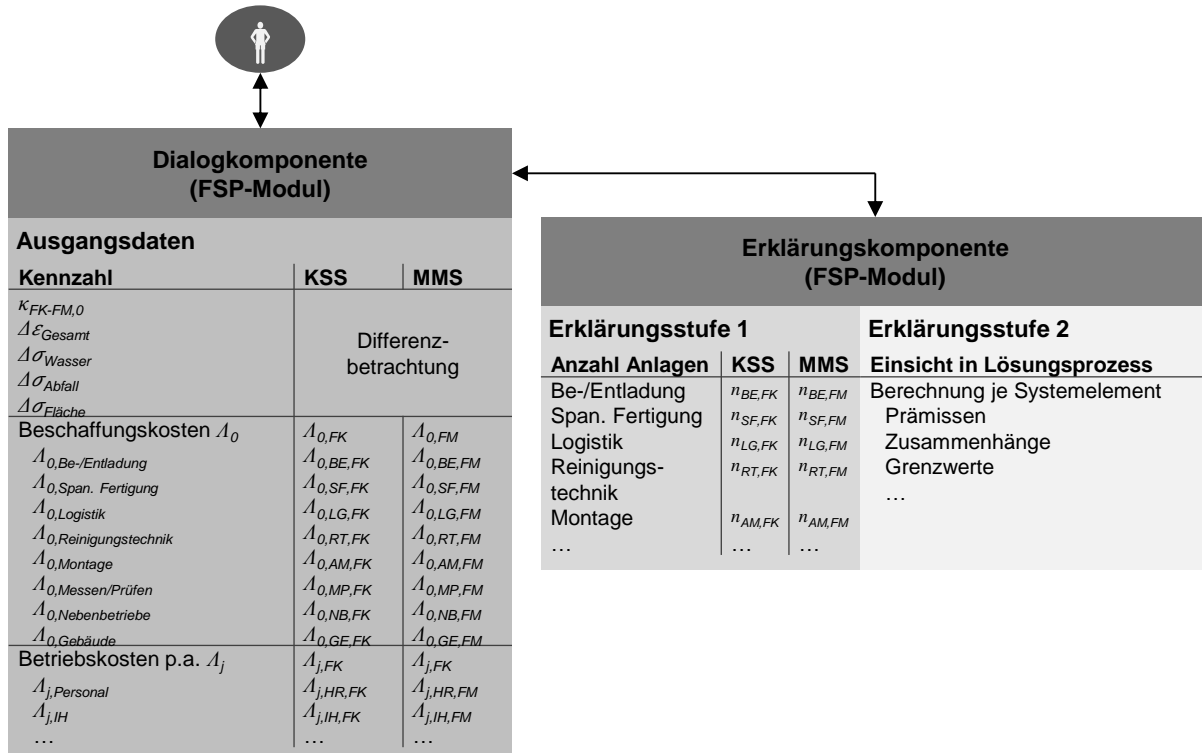 Dialogkomponente
(FSP-Modul)
Ausgangsdaten
Kennzahl KSS MMS
κFK-FM,0
ΔεGesamt
ΔσWasser
ΔσAbfall
ΔσFläche
Differenz-
betrachtung
Beschaffungskosten Λ0 Λ0,FK Λ0,FM
Λ0,Be-/Entladung Λ0,BE,FK Λ0,BE,FM
Λ0,Span. Fertigung Λ0,SF,FK Λ0,SF,FM
Λ0,Logistik Λ0,LG,FK Λ0,LG,FM
Λ0,Reinigungstechnik Λ0,RT,FK Λ0,RT,FM
Λ0,Montage Λ0,AM,FK Λ0,AM,FM
Λ0,Messen/Prüfen Λ0,MP,FK Λ0,MP,FM
Λ0,Nebenbetriebe Λ0,NB,FK Λ0,NB,FM
Λ0,Gebäude Λ0,GE,FK Λ0,GE,FM
Betriebskosten p.a. Λj Λj,FK Λj,FK
Λj,Personal Λj,HR,FK Λj,HR,FM
Λj,IH Λj,IH,FK Λj,IH,FM
… … …
Erklärungskomponente
(FSP-Modul)
Erklärungsstufe 1
Anzahl Anlagen KSS MMS
Be-/Entladung nBE,FK nBE,FM
Span. Fertigung nSF,FK nSF,FM
Logistik nLG,FK nLG,FM
Reinigungs- nRT,FK nRT,FM
technik
Montage nAM,FK nAM,FM
… … …
Erklärungsstufe 2
Einsicht in Lösungsprozess
Berechnung je Systemelement
Prämissen
Zusammenhänge
Grenzwerte
…